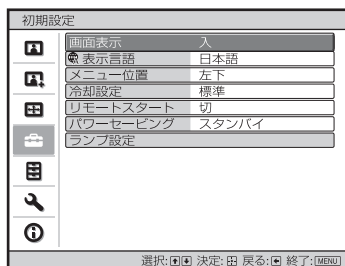 初期設定
画面表示 入
表示言語 日本語
メニュー位置 左下
冷却設定 標準
リモートスタート 切
パワーセービング スタンバイ
ランプ設定
選択: 決定: 戻る: 終了: MENU